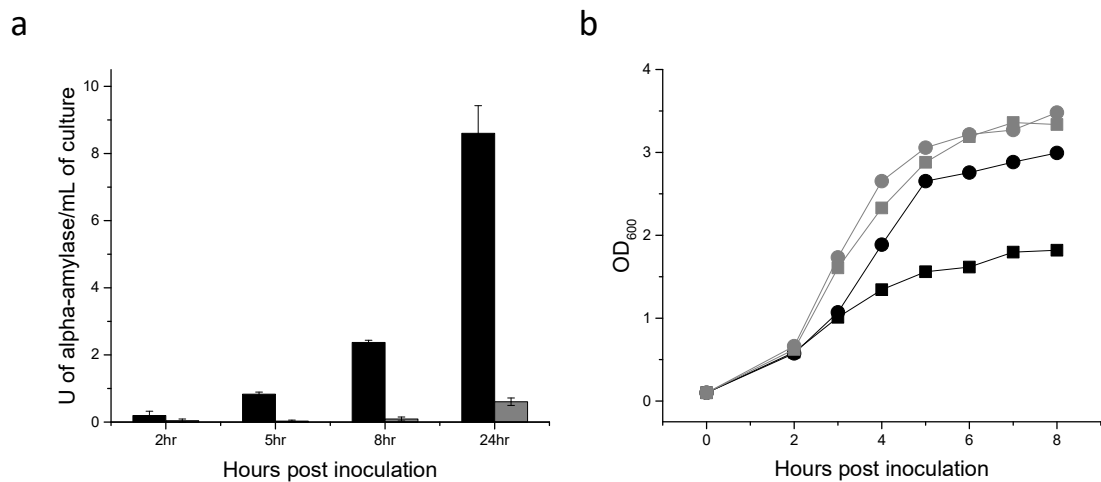 a
U of alpha-amylase/mL of culture
10
8
6
4
2
0
2hr 5hr 8hr 24hr
Hours post inoculation
b
OD600
4
3
2
1
0
0 2 4 6 8
Hours post inoculation